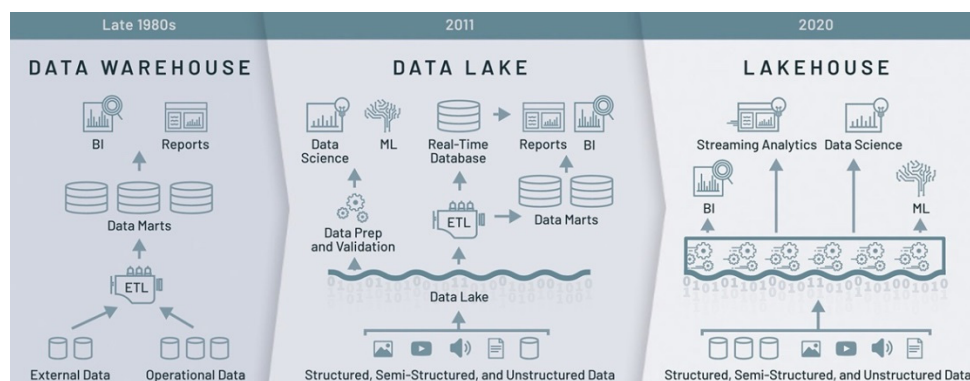 Late 1980s
DATA WAREHOUSE
BI
Reports
Data Marts
ETL
External Data
Operational Data
2011
DATA LAKE
Data
Science
ML
Real-Time
Database
Reports
BI
Data Prep
and Validation
ETL
Data Marts
Data Lake
Structured, Semi-Structured, and Unstructured Data
2020
LAKEHOUSE
Streaming Analytics
Data Science
BI
ML
Structured, Semi-Structured, and Unstructured Data